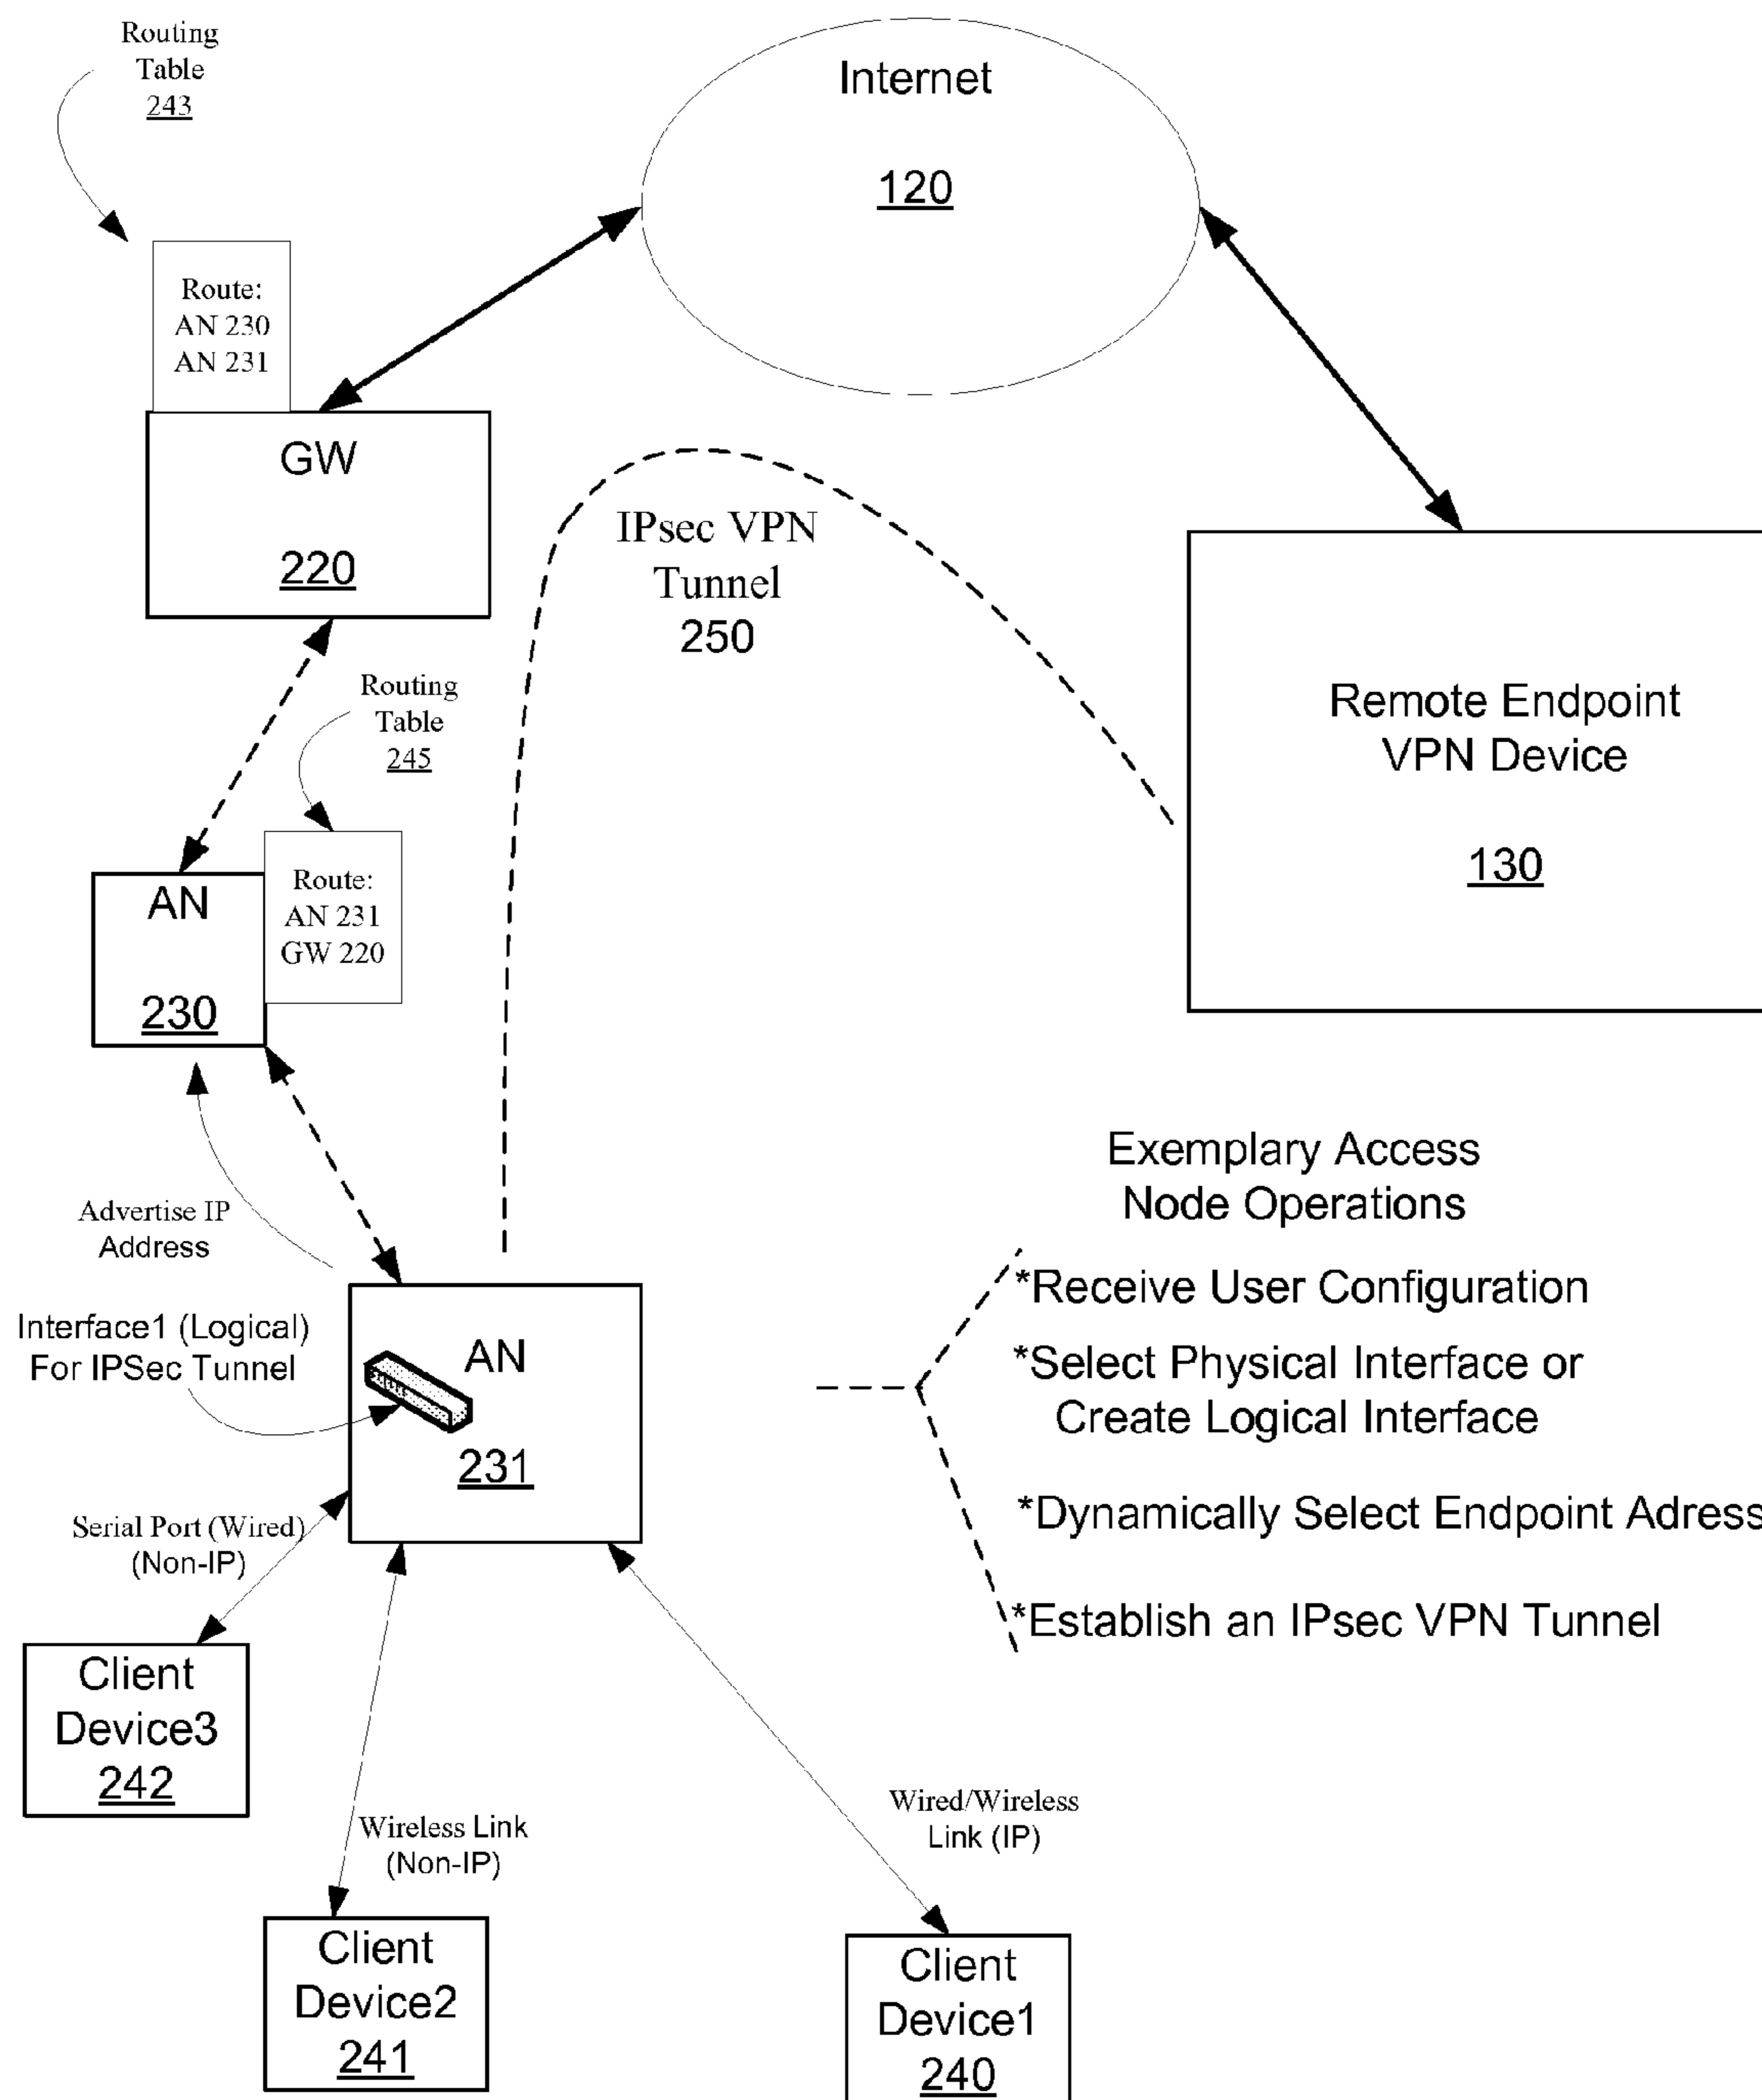 Routing
Table
243
Internet
120
Route:
AN 230
AN 231
GW
220
IPsec VPN
Tunnel
250
Routing
Table
245
Remote Endpoint
VPN Device
130
AN
230
Route:
AN 231
GW 220
Advertise IP
Address
Exemplary Access
Node Operations
Interface1 (Logical)
For IPSec Tunnel
AN
231
*Receive User Configuration
*Select Physical Interface or
Create Logical Interface
*Dynamically Select Endpoint Adress
*Establish an IPsec VPN Tunnel
Serial Port (Wired)
(Non-IP)
Client
Device3
242
Wireless Link
(Non-IP)
Wired/Wireless
Link (IP)
Client
Device2
241
Client
Device1
240